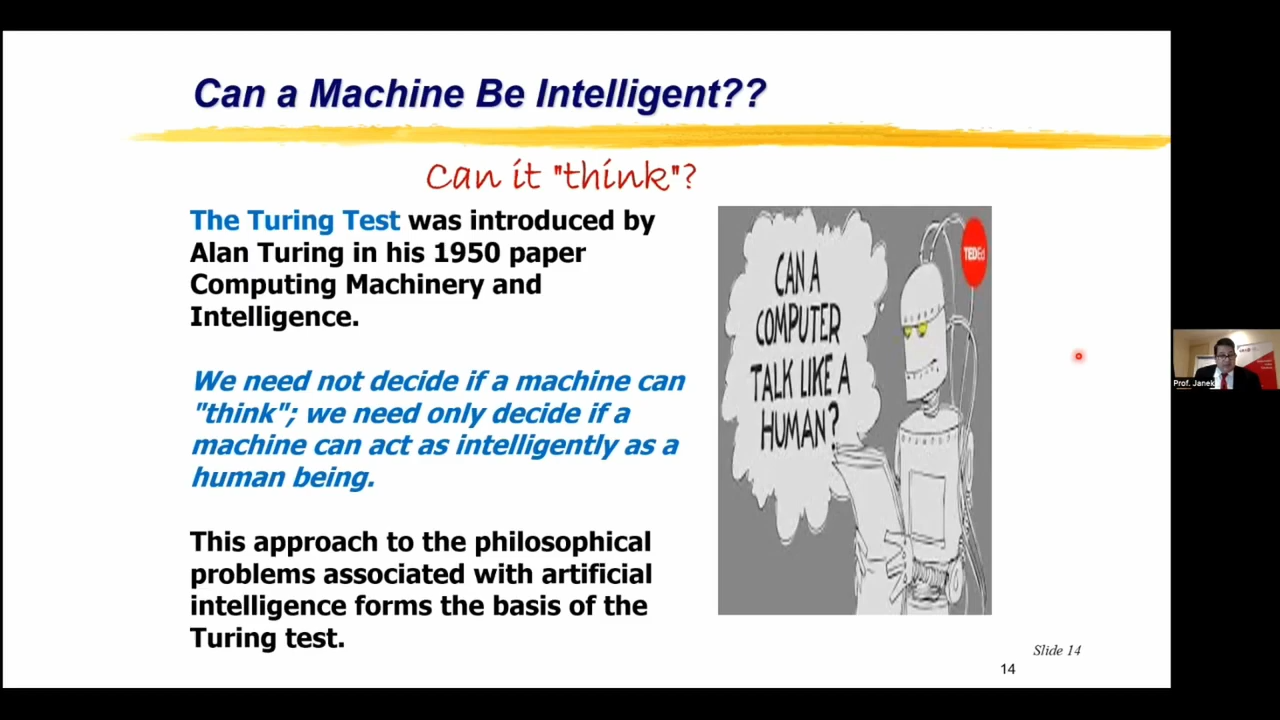 Can a Machine Be Intelligent??
Can it "think"?
The Turing Test was introduced by
Alan Turing in his 1950 paper
Computing Machinery and
Intelligence.
We need not decide if a machine can
"think"; we need only decide if a
machine can act as intelligently as a
human being.
This approach to the philosophical
problems associated with artificial
intelligence forms the basis of the
Turing test.
TEDEd
CAN A
COMPUTER
TALK LIKE A
HUMAN?
Slide 14
14
Prof. Janek